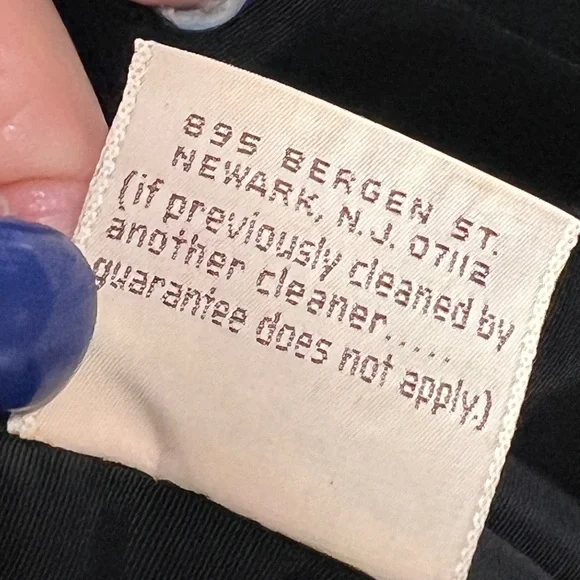 895 BERGEN ST.
NEWARK, N.J. 07112
(if previously cleaned by
another cleaner.....
guarantee does not apply.)